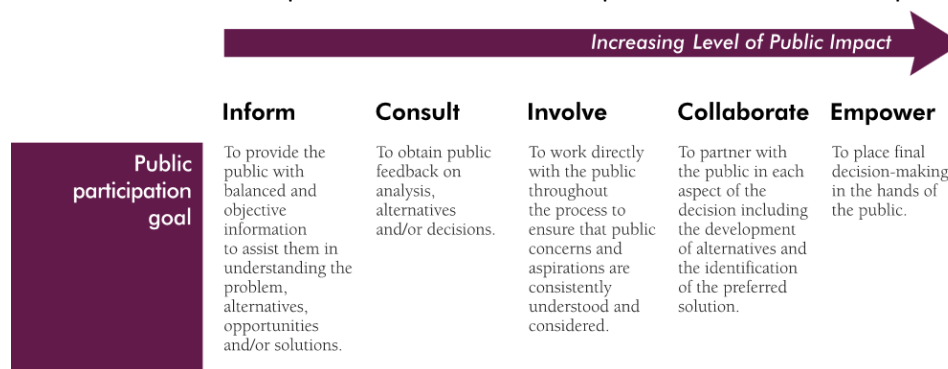 Increasing Level of Public Impact
Inform
Consult
Involve
Collaborate
Empower
Public
participation
goal
To provide the
public with
balanced and
objective
information
to assist them in
understanding the
problem,
alternatives,
opportunities
and/or solutions.
To obtain public
feedback on
analysis,
alternatives
and/or decisions.
To work directly
with the public
throughout
the process to
ensure that public
concerns and
aspirations are
consistently
understood and
considered.
To partner with
the public in each
aspect of the
decision including
the development
of alternatives and
the identification
of the preferred
solution.
To place final
decision-making
in the hands of
the public.